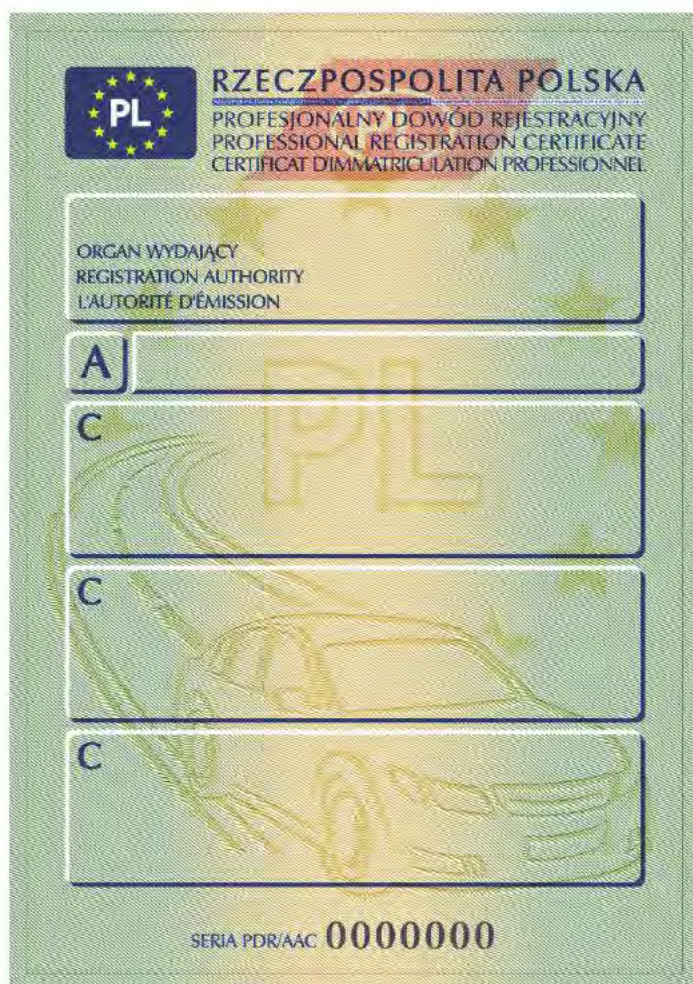 PL
RZECZPOSPOLITA POLSKA
PROFESJONALNY DOWÓD REJESTRACYJNY
PROFESSIONAL REGISTRATION CERTIFICATE
CERTIFICAT D'IMMATRICULATION PROFESSIONNEL
ORGAN WYDAJĄCY
REGISTRATION AUTHORITY
L'AUTORITÉ D'ÉMISSION
A
PL
C
C
C
SERIA PDR/AAC 0000000